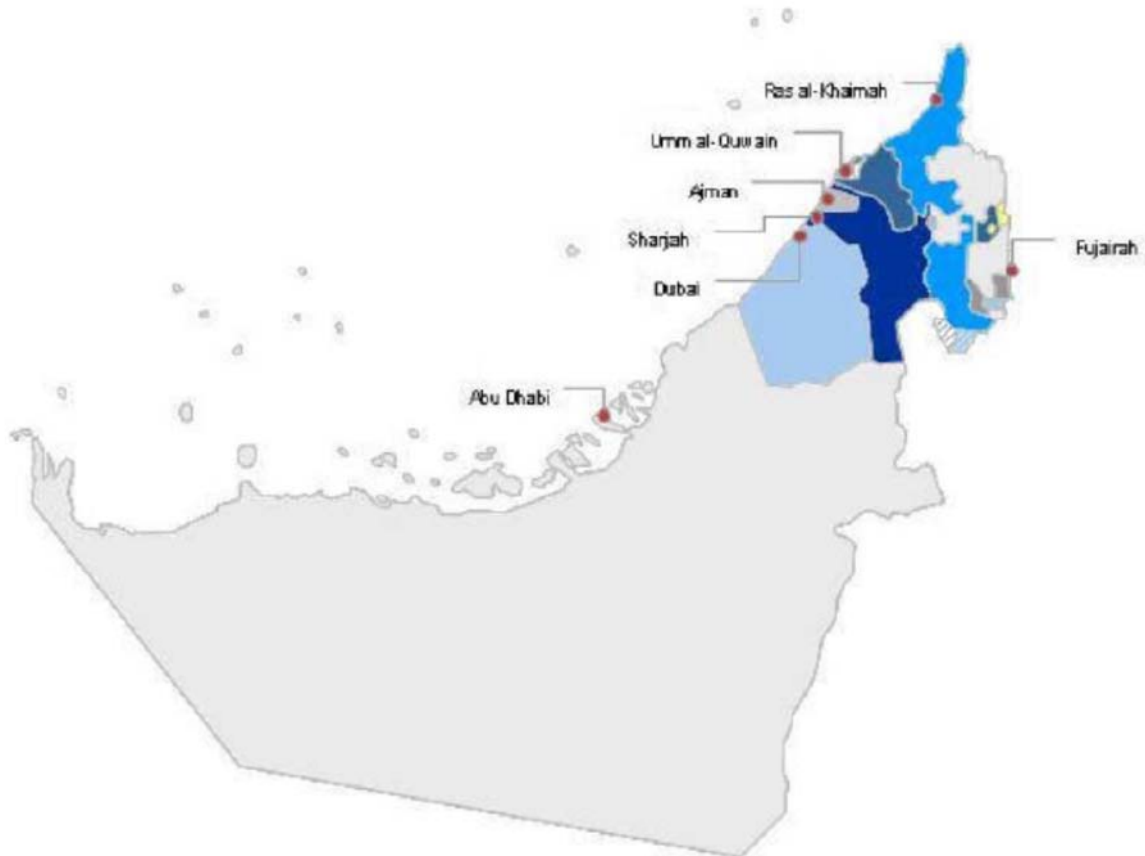 Ras al-Khaimah
Umm al-Quwain
Ajman
Sharjah
Fujairah
Dubai
Abu Dhabi